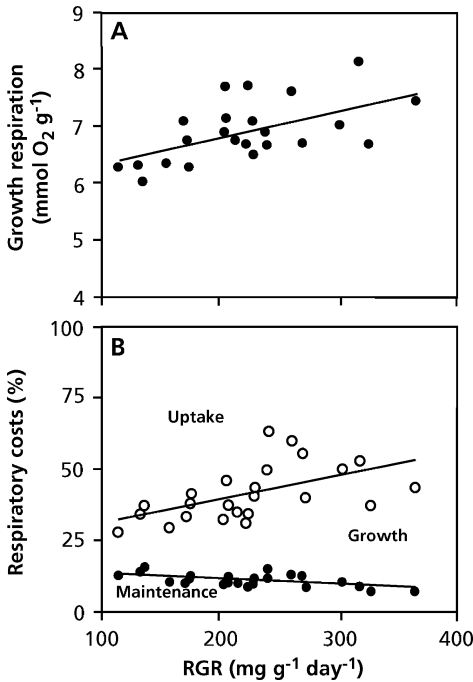 A
9
8
7
6
5
4
Growth respiration
(mmol O₂ g⁻¹)
B
100
75
50
25
0
Respiratory costs (%)
Uptake
Growth
Maintenance
100 200 300 400
RGR (mg g⁻¹ day⁻¹)